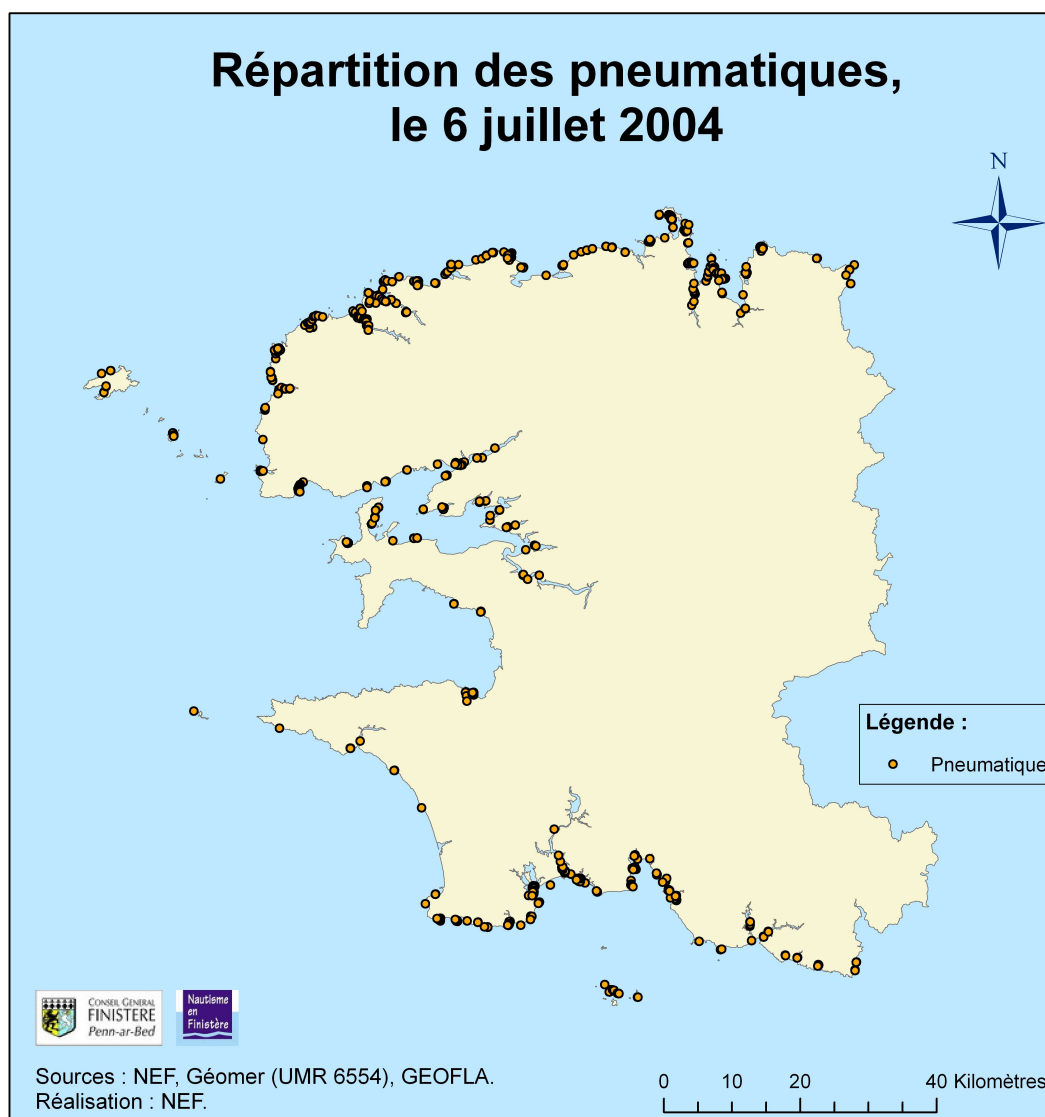 Répartition des pneumatiques,
le 6 juillet 2004
N
Légende :
Pneumatique
CONSEIL GENERAL
FINISTERE
Penn-ar-Bed
Nautisme
en
Finistère
Sources : NEF, Géomer (UMR 6554), GEOFLA.
Réalisation : NEF.
0 10 20 40 Kilomètres